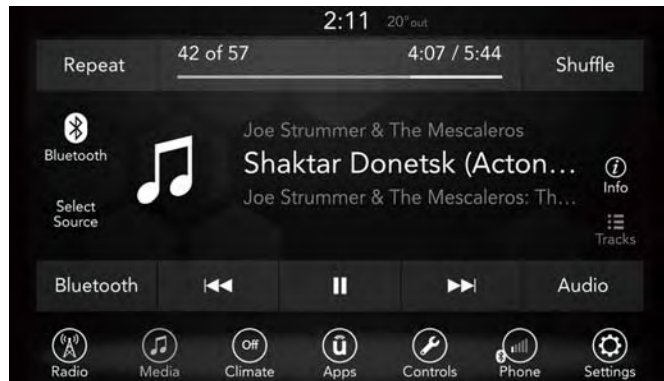 2:11 20°out
Repeat 42 of 57 4:07 / 5:44 Shuffle
Bluetooth
Joe Strummer & The Mescaleros
Shaktar Donetsk (Acton...
Joe Strummer & The Mescaleros: Th...
Info
Select
Source
Tracks
Bluetooth Audio
Radio Media Off Climate ū Apps Controls Phone Settings